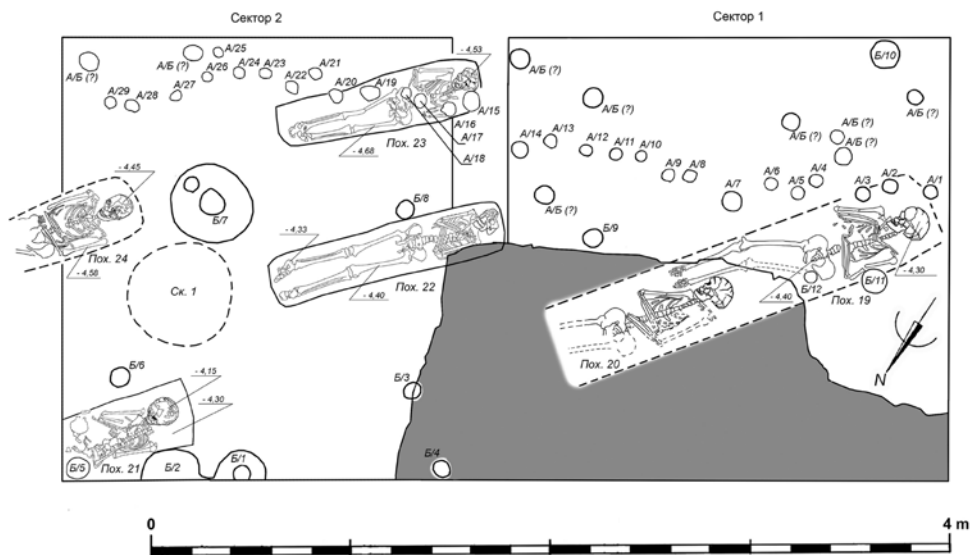 Сектор 2
Сектор 1
А/Б (?)
А/Б (?)
А/25
А/26
А/24
А/23
А/22
А/21
А/20
А/19
- 4,53
А/29
А/28
А/27
А/15
А/16
А/17
А/18
- 4,68
Пох. 23
А/Б (?)
Б/10
А/Б (?)
А/Б (?)
А/Б (?)
А/Б (?)
А/14
А/13
А/12
А/11
А/10
А/9
А/8
А/7
А/6
А/5
А/4
А/3
А/2
А/1
А/Б (?)
- 4,45
- 4,58
Пох. 24
Б/7
Б/8
Б/9
- 4,33
- 4,40
Пох. 22
Ск. 1
Б/11
Б/12
- 4,30
- 4,40
Пох. 19
Пох. 20
N
Б/6
- 4,15
- 4,30
Б/3
Б/5
Пох. 21
Б/2
Б/1
Б/4
0
4 m